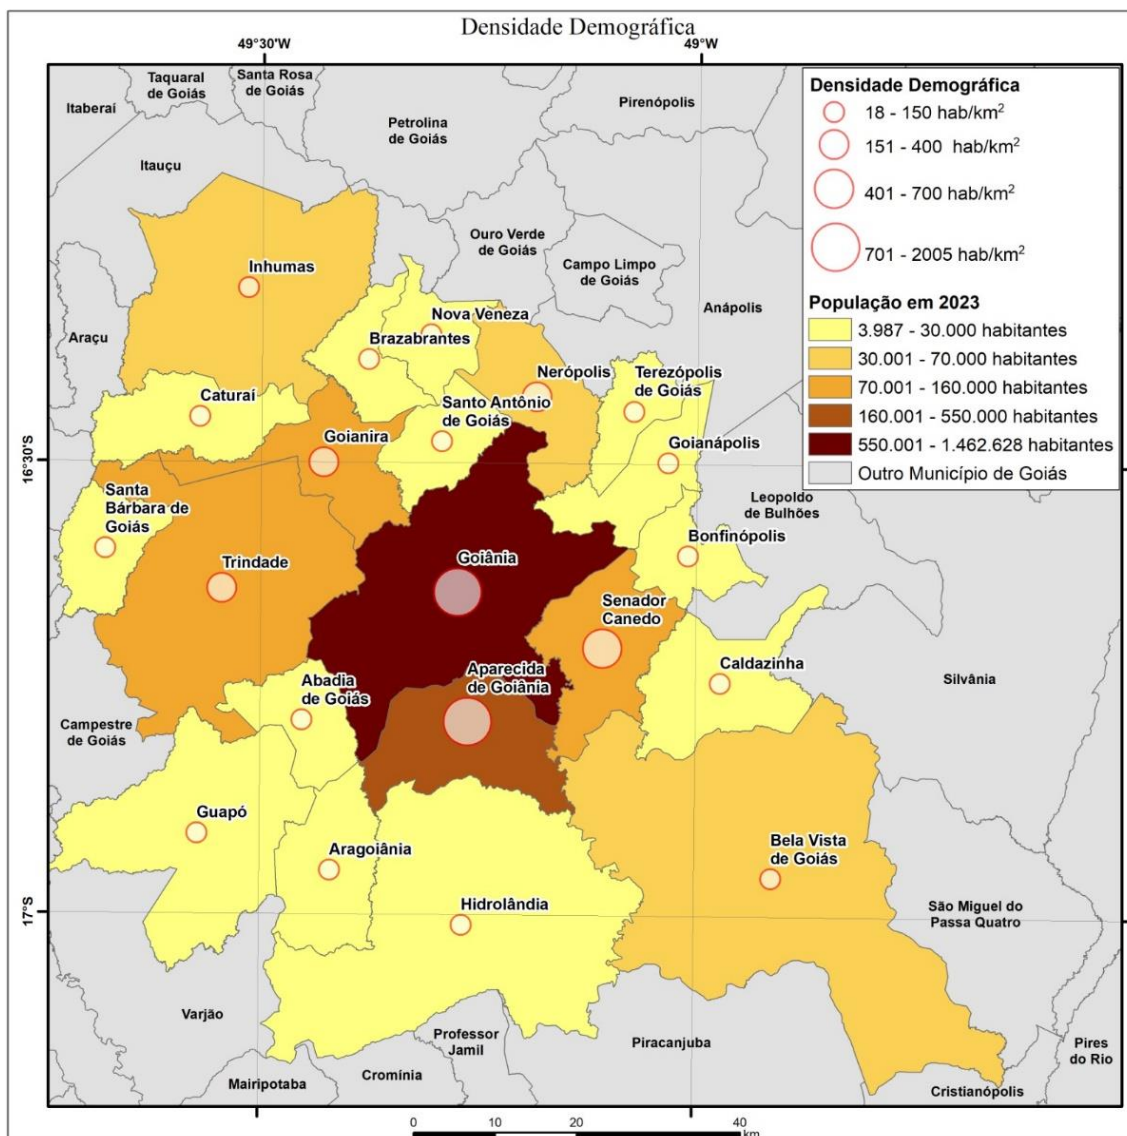 Densidade Demográfica
49°30'W
49°W
Taquaral
de Goiás
Santa Rosa
de Goiás
Itaberaí
Petrolina
de Goiás
Pirenópolis
Itauçu
Ouro Verde
de Goiás
Campo Limpo
de Goiás
Inhumas
Anápolis
Araçu
Nova Veneza
Brazabrantes
Nerópolis
Terezópolis
de Goiás
Caturaí
Santo Antônio
de Goiás
Goianira
Goianápolis
16°30'S
Santa
Bárbara de
Goiás
Leopoldo
de Bulhões
Bonfinópolis
Trindade
Goiânia
Senador
Canedo
Caldazinha
Silvânia
Abadia
de Goiás
Aparecida
de Goiânia
Campestre
de Goiás
Guapó
Aragoiânia
Bela Vista
de Goiás
17°S
Hidrolândia
São Miguel do
Passa Quatro
Varjão
Professor
Jamil
Piracanjuba
Pires
do Rio
Mairipotaba
Cromínia
Cristianópolis
0 10 20 40
km
Densidade Demográfica
18 - 150 hab/km²
151 - 400 hab/km²
401 - 700 hab/km²
701 - 2005 hab/km²
População em 2023
3.987 - 30.000 habitantes
30.001 - 70.000 habitantes
70.001 - 160.000 habitantes
160.001 - 550.000 habitantes
550.001 - 1.462.628 habitantes
Outro Município de Goiás